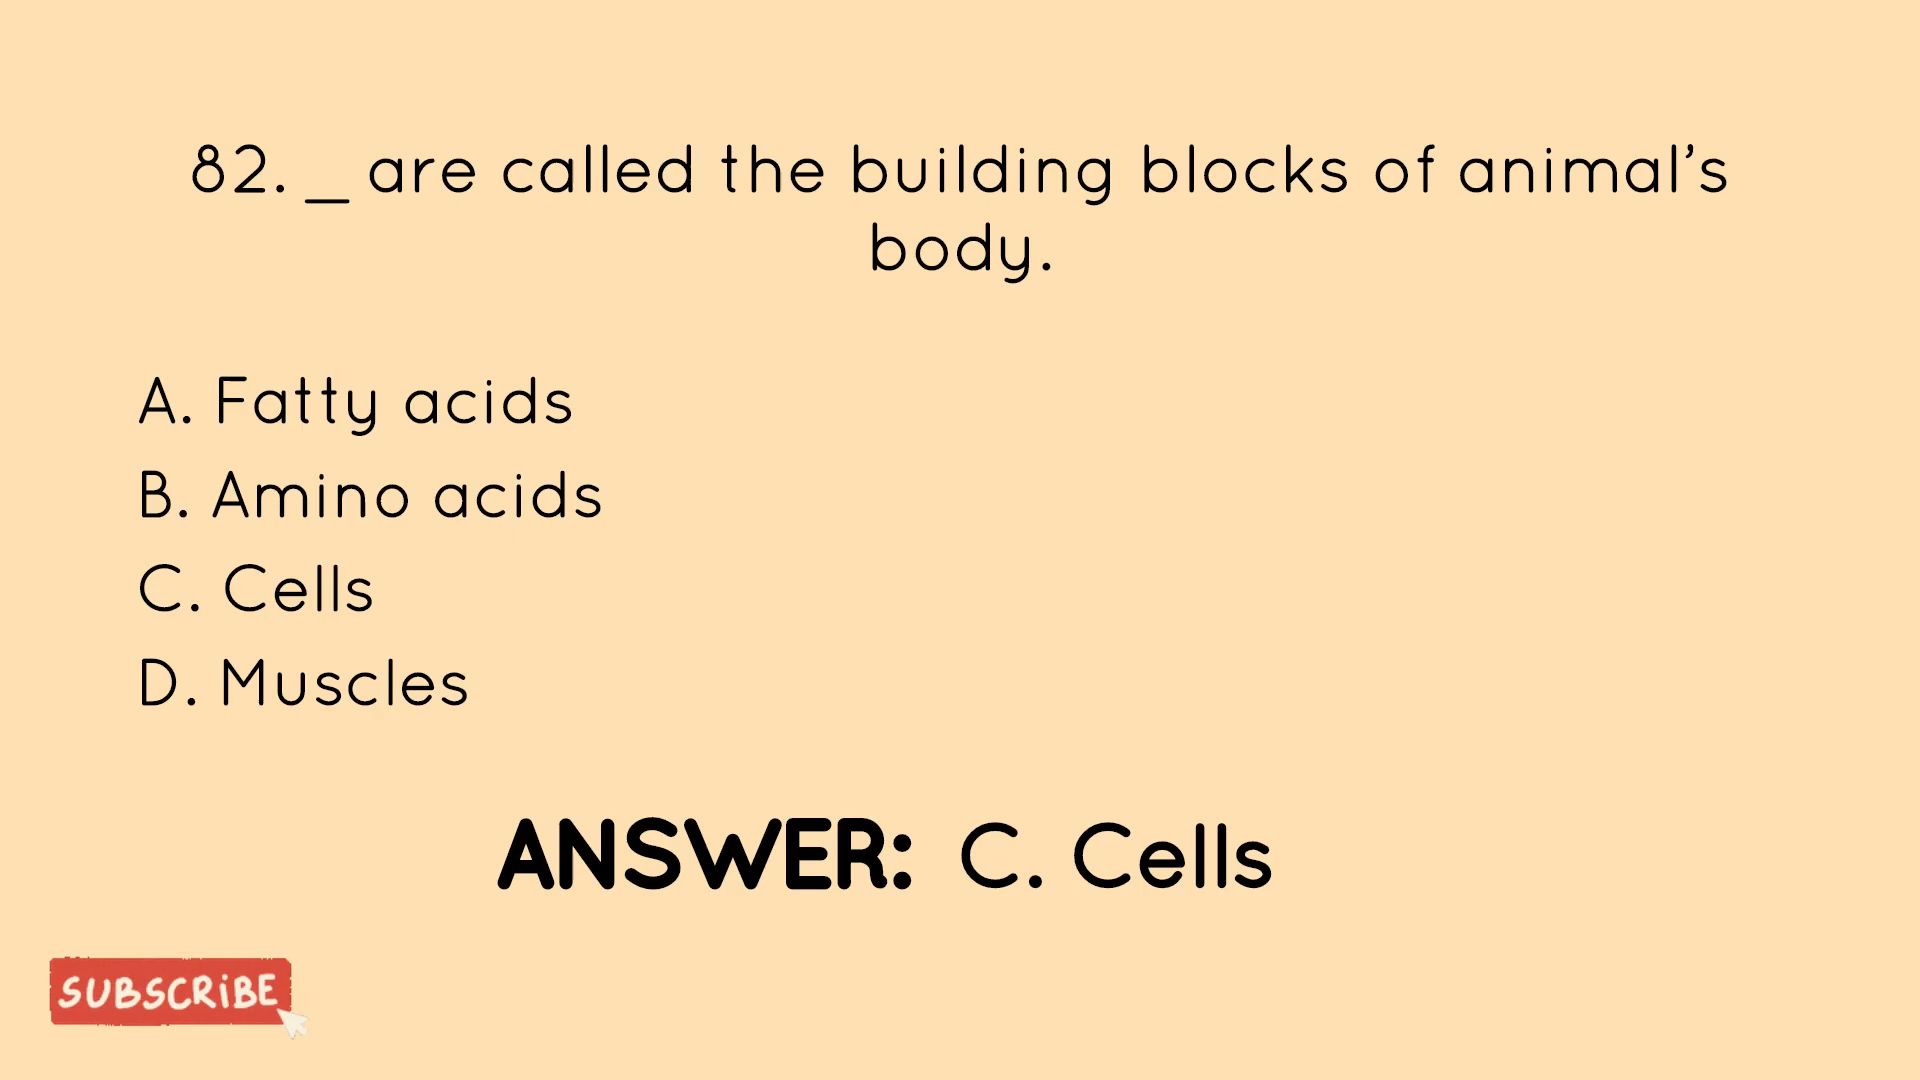 82. _ are called the building blocks of animal’s
body.
A. Fatty acids
B. Amino acids
C. Cells
D. Muscles
ANSWER: C. Cells
SUBSCRiBE